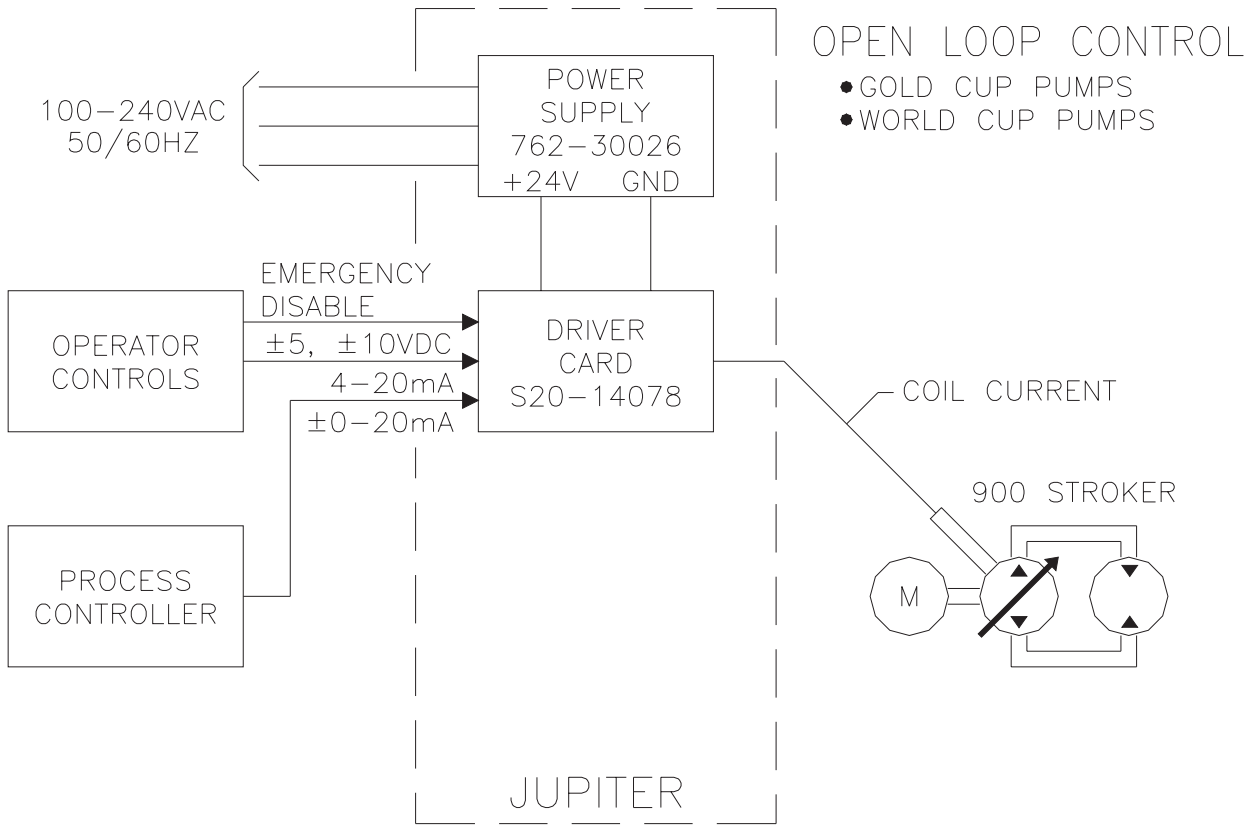 OPEN LOOP CONTROL
●GOLD CUP PUMPS
●WORLD CUP PUMPS
100-240VAC
50/60HZ
POWER
SUPPLY
762-30026
+24V GND
EMERGENCY
DISABLE
±5, ±10VDC
4-20mA
±0-20mA
OPERATOR
CONTROLS
DRIVER
CARD
S20-14078
COIL CURRENT
900 STROKER
PROCESS
CONTROLLER
M
JUPITER